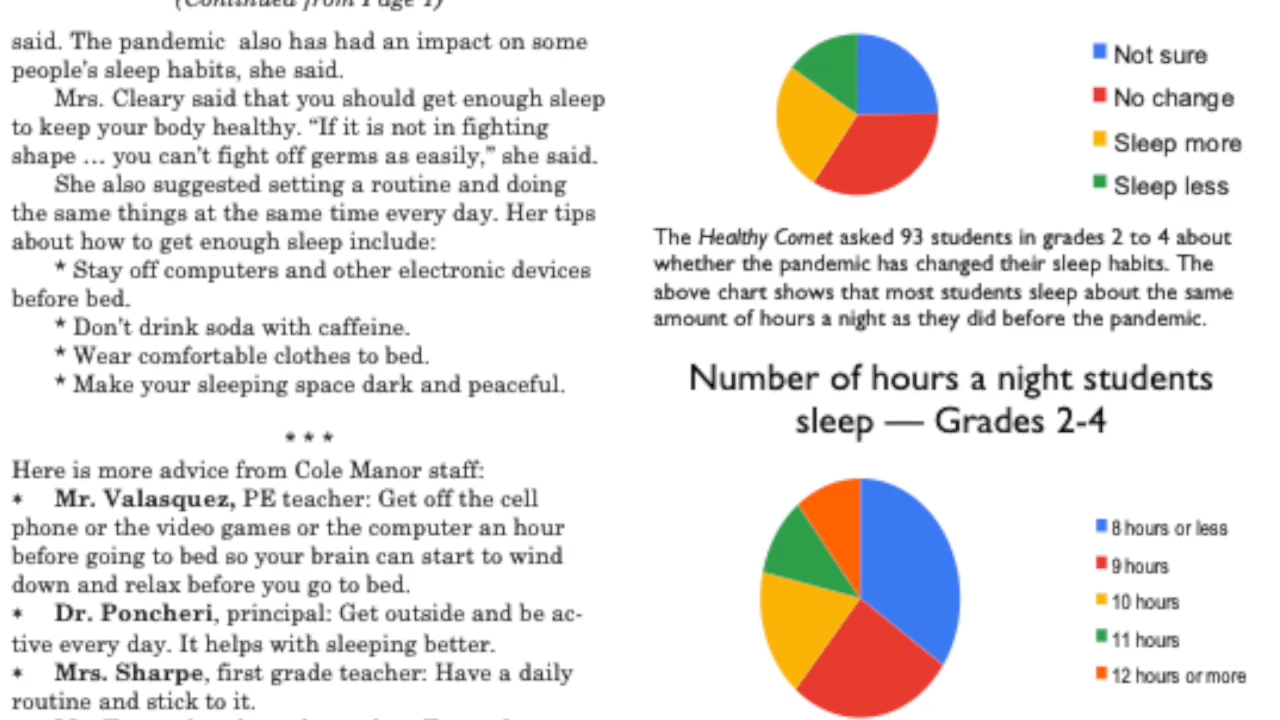 (Continued from Page 1)
said. The pandemic also has had an impact on some
people's sleep habits, she said.
Mrs. Cleary said that you should get enough sleep
to keep your body healthy. “If it is not in fighting
shape … you can't fight off germs as easily,” she said.
She also suggested setting a routine and doing
the same things at the same time every day. Her tips
about how to get enough sleep include:
* Stay off computers and other electronic devices
before bed.
* Don't drink soda with caffeine.
* Wear comfortable clothes to bed.
* Make your sleeping space dark and peaceful.
* * *
Here is more advice from Cole Manor staff:
* Mr. Valasquez, PE teacher: Get off the cell
phone or the video games or the computer an hour
before going to bed so your brain can start to wind
down and relax before you go to bed.
* Dr. Poncheri, principal: Get outside and be ac-
tive every day. It helps with sleeping better.
* Mrs. Sharpe, first grade teacher: Have a daily
routine and stick to it.
Not sure
No change
Sleep more
Sleep less
The Healthy Comet asked 93 students in grades 2 to 4 about
whether the pandemic has changed their sleep habits. The
above chart shows that most students sleep about the same
amount of hours a night as they did before the pandemic.
Number of hours a night students
sleep — Grades 2-4
8 hours or less
9 hours
10 hours
11 hours
12 hours or more